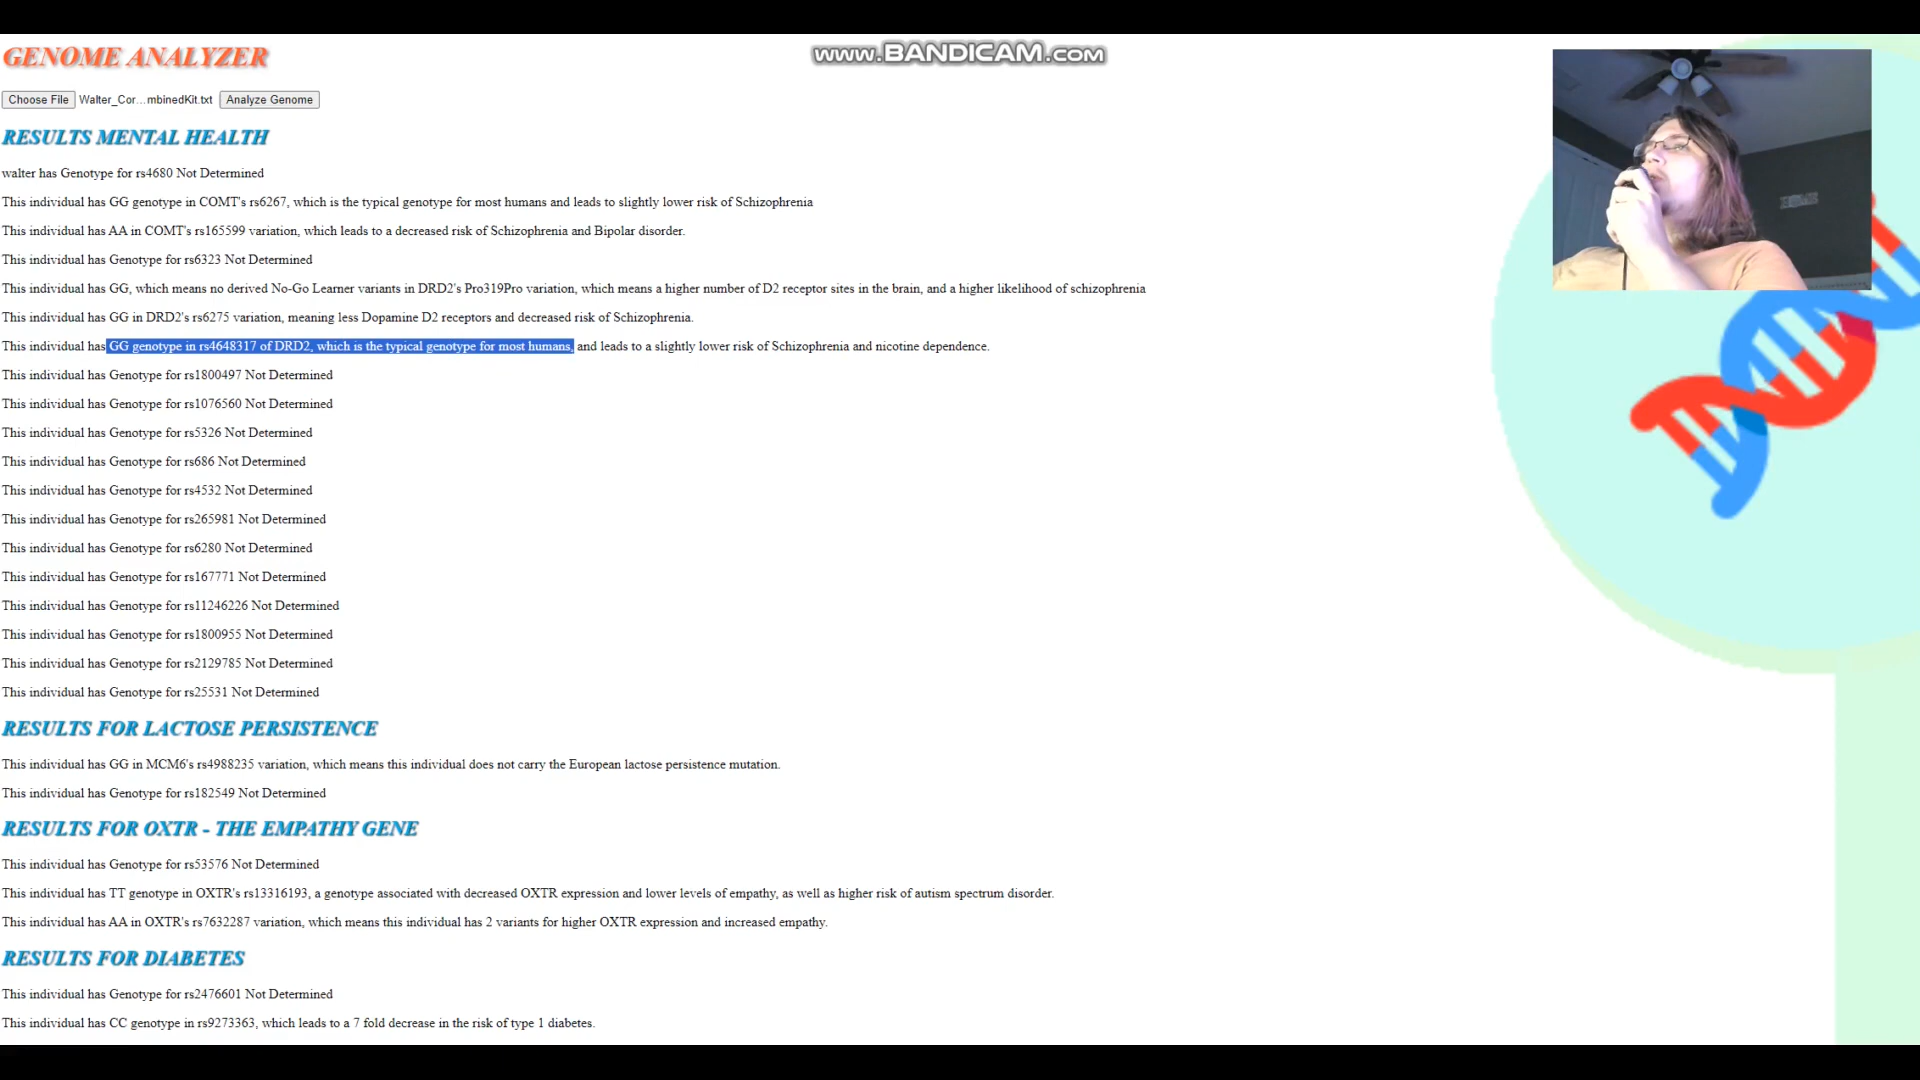 www.BANDICAM.com
GENOME ANALYZER
Choose File Walter_Cor...mbinedKit.txt Analyze Genome
RESULTS MENTAL HEALTH
walter has Genotype for rs4680 Not Determined
This individual has GG genotype in COMT's rs6267, which is the typical genotype for most humans and leads to slightly lower risk of Schizophrenia
This individual has AA in COMT's rs165599 variation, which leads to a decreased risk of Schizophrenia and Bipolar disorder.
This individual has Genotype for rs6323 Not Determined
This individual has GG, which means no derived No-Go Learner variants in DRD2's Pro319Pro variation, which means a higher number of D2 receptor sites in the brain, and a higher likelihood of schizophrenia
This individual has GG in DRD2's rs6275 variation, meaning less Dopamine D2 receptors and decreased risk of Schizophrenia.
This individual has GG genotype in rs4648317 of DRD2, which is the typical genotype for most humans, and leads to a slightly lower risk of Schizophrenia and nicotine dependence.
This individual has Genotype for rs1800497 Not Determined
This individual has Genotype for rs1076560 Not Determined
This individual has Genotype for rs5326 Not Determined
This individual has Genotype for rs686 Not Determined
This individual has Genotype for rs4532 Not Determined
This individual has Genotype for rs265981 Not Determined
This individual has Genotype for rs6280 Not Determined
This individual has Genotype for rs167771 Not Determined
This individual has Genotype for rs11246226 Not Determined
This individual has Genotype for rs1800955 Not Determined
This individual has Genotype for rs2129785 Not Determined
This individual has Genotype for rs25531 Not Determined
RESULTS FOR LACTOSE PERSISTENCE
This individual has GG in MCM6's rs4988235 variation, which means this individual does not carry the European lactose persistence mutation.
This individual has Genotype for rs182549 Not Determined
RESULTS FOR OXTR - THE EMPATHY GENE
This individual has Genotype for rs53576 Not Determined
This individual has TT genotype in OXTR's rs13316193, a genotype associated with decreased OXTR expression and lower levels of empathy, as well as higher risk of autism spectrum disorder.
This individual has AA in OXTR's rs7632287 variation, which means this individual has 2 variants for higher OXTR expression and increased empathy.
RESULTS FOR DIABETES
This individual has Genotype for rs2476601 Not Determined
This individual has CC genotype in rs9273363, which leads to a 7 fold decrease in the risk of type 1 diabetes.